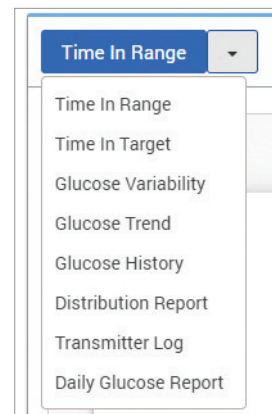 Time In Range
Time In Range
Time In Target
Glucose Variability
Glucose Trend
Glucose History
Distribution Report
Transmitter Log
Daily Glucose Report